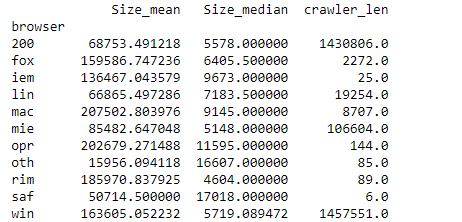 Size_mean Size_median crawler_len
browser
200 68753.491218 5578.000000 1430806.0
fox 159586.747236 6405.500000 2272.0
iem 136467.043579 9673.000000 25.0
lin 66865.497286 7183.500000 19254.0
mac 207502.803976 9145.000000 8707.0
mie 85482.647048 5148.000000 106604.0
opr 202679.271488 11595.000000 144.0
oth 15956.094118 16607.000000 85.0
rim 185970.837925 4604.000000 89.0
saf 50714.500000 17018.000000 6.0
win 163605.052232 5719.089472 1457551.0